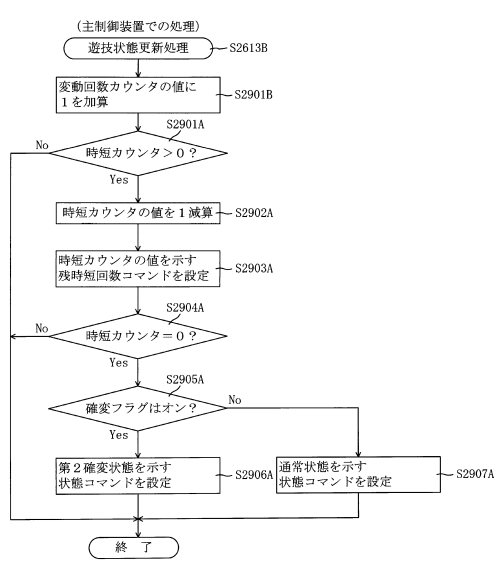 （主制御装置での処理）
遊技状態更新処理
S2613B
変動回数カウンタの値に
１を加算
S2901B
S2901A
時短カウンタ＞０？
No
Yes
時短カウンタの値を１減算
S2902A
時短カウンタの値を示す
残時短回数コマンドを設定
S2903A
S2904A
時短カウンタ＝０？
No
Yes
S2905A
確変フラグはオン？
No
Yes
第２確変状態を示す
状態コマンドを設定
S2906A
通常状態を示す
状態コマンドを設定
S2907A
終　了